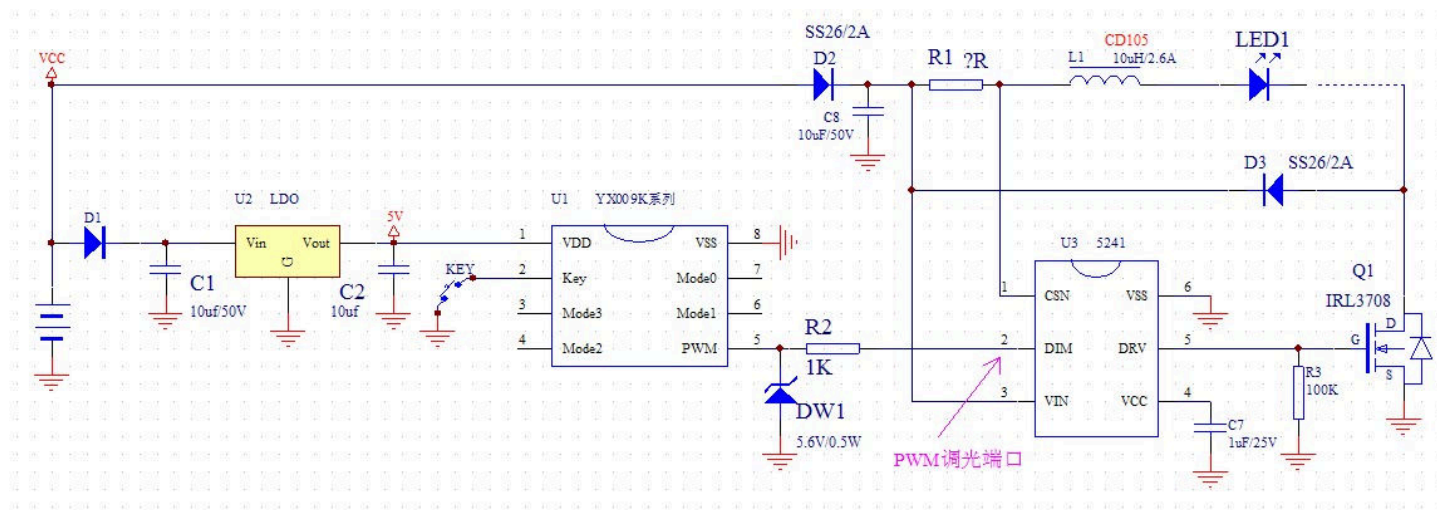 VCC
SS26/2A
D2
C8
10uF/50V
R1 ?R
CD105
L1 10uH/2.6A
LED1
D3 SS26/2A
D1
C1
10uf/50V
U2 LDO
Vin Vout
G
5V
C2
10uf
KEY
U1 YX009K系列
1 VDD VSS 8
2 Key Mode0 7
3 Mode3 Mode1 6
4 Mode2 PWM 5
R2
1K
DW1
5.6V/0.5W
PWM调光端口
U3 5241
1 CSN VSS 6
2 DIM DRV 5
3 VIN VCC 4
C7
1uF/25V
R3
100K
Q1
IRL3708
D
G
S